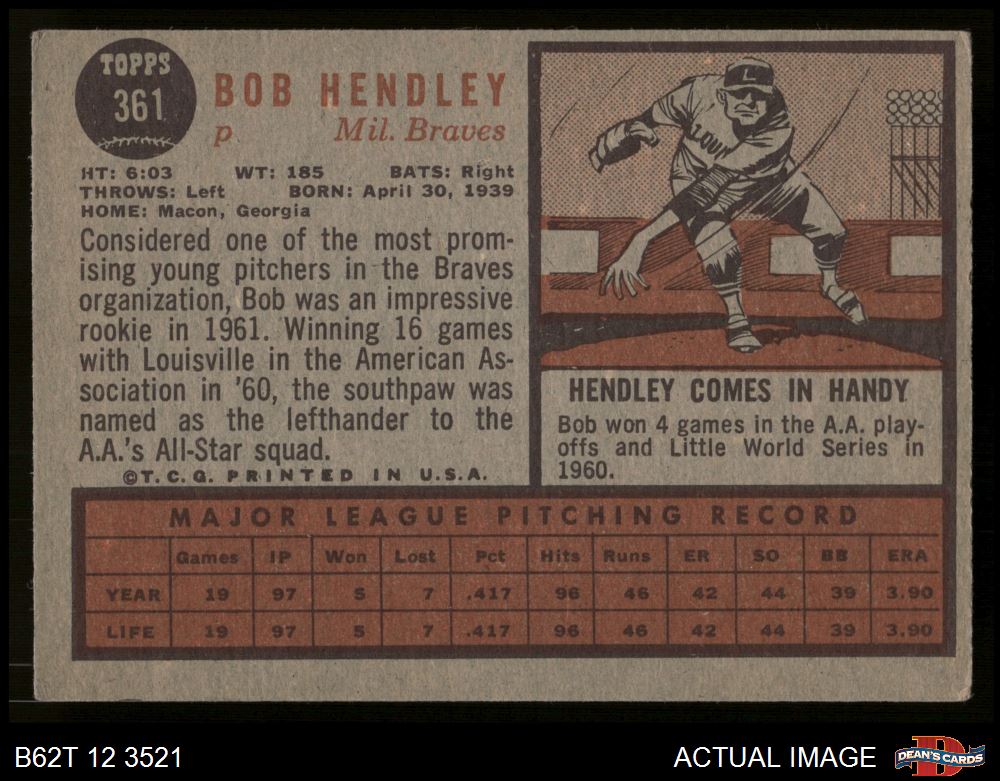 TOPPS
361
BOB HENDLEY
p Mil. Braves
HT: 6:03 WT: 185 BATS: Right
THROWS: Left BORN: April 30, 1939
HOME: Macon, Georgia
Considered one of the most prom-
ising young pitchers in the Braves
organization, Bob was an impressive
rookie in 1961. Winning 16 games
with Louisville in the American As-
sociation in '60, the southpaw was
named as the lefthander to the
A.A.'s All-Star squad.
©T.C.G. PRINTED IN U.S.A.
L
LOUI
HENDLEY COMES IN HANDY
Bob won 4 games in the A.A. play-
offs and Little World Series in
1960.
MAJOR LEAGUE PITCHING RECORD
Games IP Won Lost Pct Hits Runs ER SO BB ERA
YEAR 19 97 5 7 .417 96 46 42 44 39 3.90
LIFE 19 97 5 7 .417 96 46 42 44 39 3.90
B62T 12 3521
ACTUAL IMAGE
D
DEAN'S CARDS